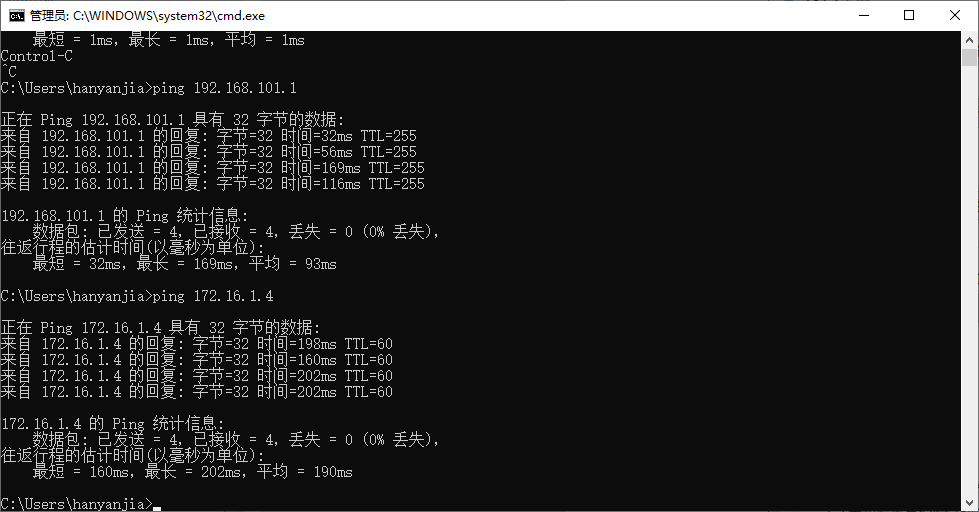 管理员: C:\WINDOWS\system32\cmd.exe
最短 = 1ms，最长 = 1ms，平均 = 1ms
Control-C
^C
C:\Users\hanyanjia>ping 192.168.101.1
正在 Ping 192.168.101.1 具有 32 字节的数据:
来自 192.168.101.1 的回复: 字节=32 时间=32ms TTL=255
来自 192.168.101.1 的回复: 字节=32 时间=56ms TTL=255
来自 192.168.101.1 的回复: 字节=32 时间=169ms TTL=255
来自 192.168.101.1 的回复: 字节=32 时间=116ms TTL=255
192.168.101.1 的 Ping 统计信息:
数据包: 已发送 = 4，已接收 = 4，丢失 = 0 (0% 丢失)，
往返行程的估计时间(以毫秒为单位):
最短 = 32ms，最长 = 169ms，平均 = 93ms
C:\Users\hanyanjia>ping 172.16.1.4
正在 Ping 172.16.1.4 具有 32 字节的数据:
来自 172.16.1.4 的回复: 字节=32 时间=198ms TTL=60
来自 172.16.1.4 的回复: 字节=32 时间=160ms TTL=60
来自 172.16.1.4 的回复: 字节=32 时间=202ms TTL=60
来自 172.16.1.4 的回复: 字节=32 时间=202ms TTL=60
172.16.1.4 的 Ping 统计信息:
数据包: 已发送 = 4，已接收 = 4，丢失 = 0 (0% 丢失)，
往返行程的估计时间(以毫秒为单位):
最短 = 160ms，最长 = 202ms，平均 = 190ms
C:\Users\hanyanjia>